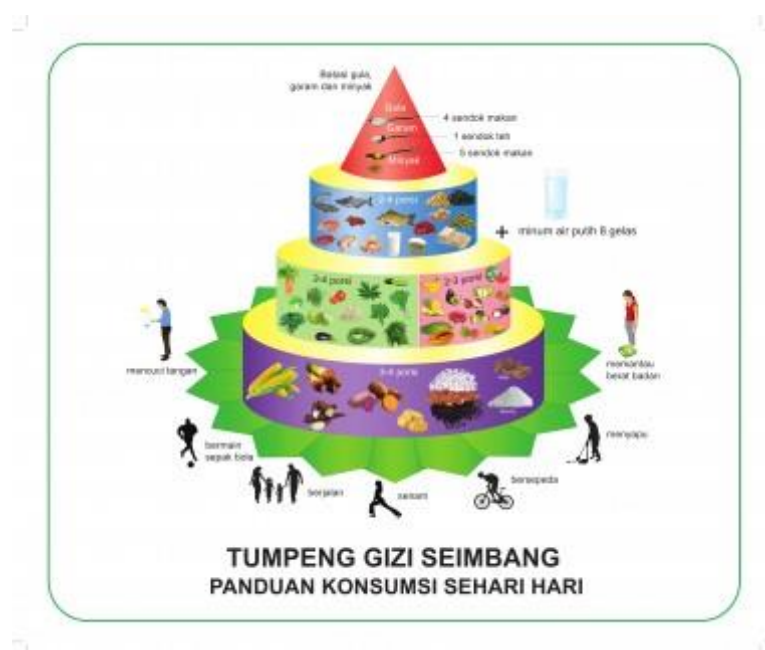 Batasi gula,
garam dan minyak
Gula
4 sendok makan
Garam
1 sendok teh
Minyak
5 sendok makan
2-4 porsi
+ minum air putih 8 gelas
3-4 porsi
2-3 porsi
mencuci tangan
3-4 porsi
memantau
berat badan
bermain
sepak bola
menyapu
berjalan
senam
bersepeda
TUMPENG GIZI SEIMBANG
PANDUAN KONSUMSI SEHARI HARI